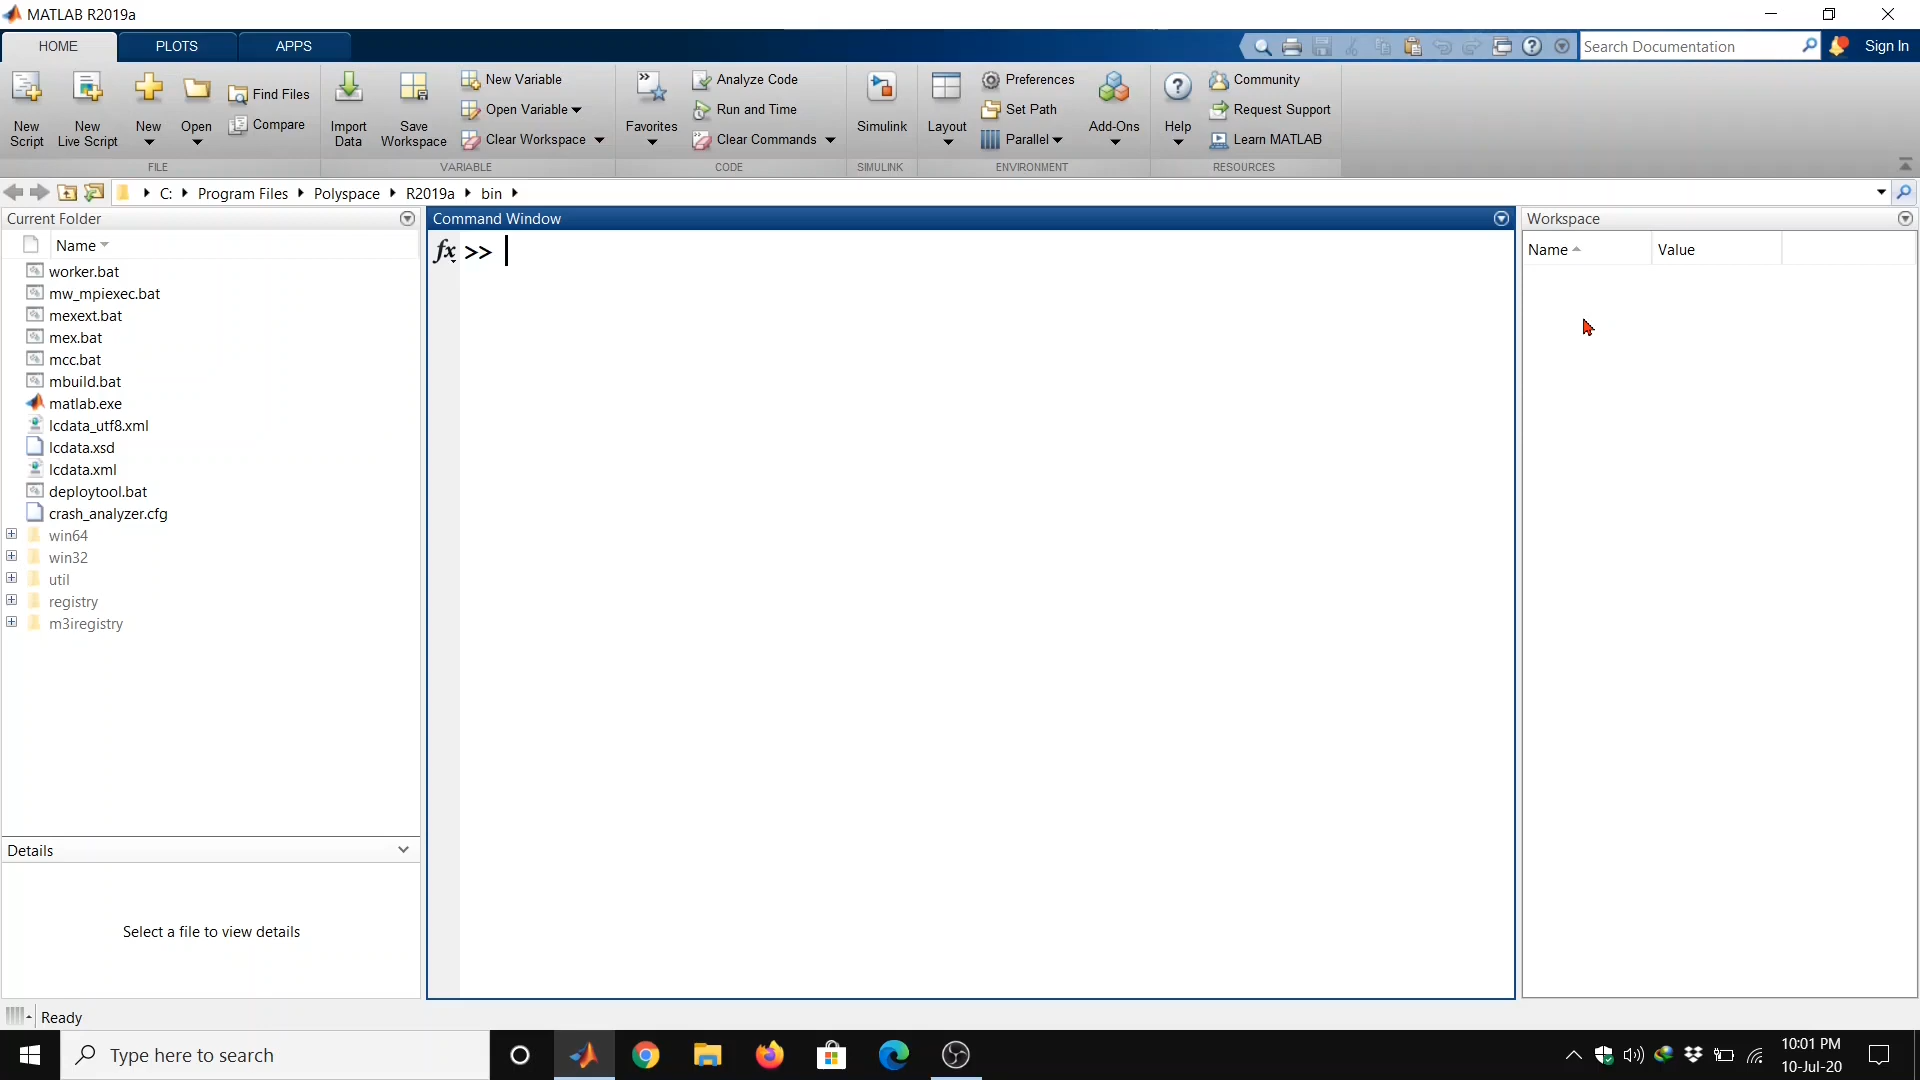 MATLAB R2019a
HOME PLOTS APPS
Search Documentation
Sign In
New Script
New Live Script
New
Open
Find Files
Compare
FILE
Import Data
Save Workspace
New Variable
Open Variable
Clear Workspace
VARIABLE
Favorites
Analyze Code
Run and Time
Clear Commands
CODE
Simulink
SIMULINK
Layout
Preferences
Set Path
Parallel
Add-Ons
ENVIRONMENT
Help
Community
Request Support
Learn MATLAB
RESOURCES
C: Program Files Polyspace R2019a bin
Current Folder
Name
worker.bat
mw_mpiexec.bat
mexext.bat
mex.bat
mcc.bat
mbuild.bat
matlab.exe
lcdata_utf8.xml
lcdata.xsd
lcdata.xml
deploytool.bat
crash_analyzer.cfg
win64
win32
util
registry
m3iregistry
Details
Select a file to view details
Command Window
fx >>
Workspace
Name Value
Ready
Type here to search
10:01 PM
10-Jul-20